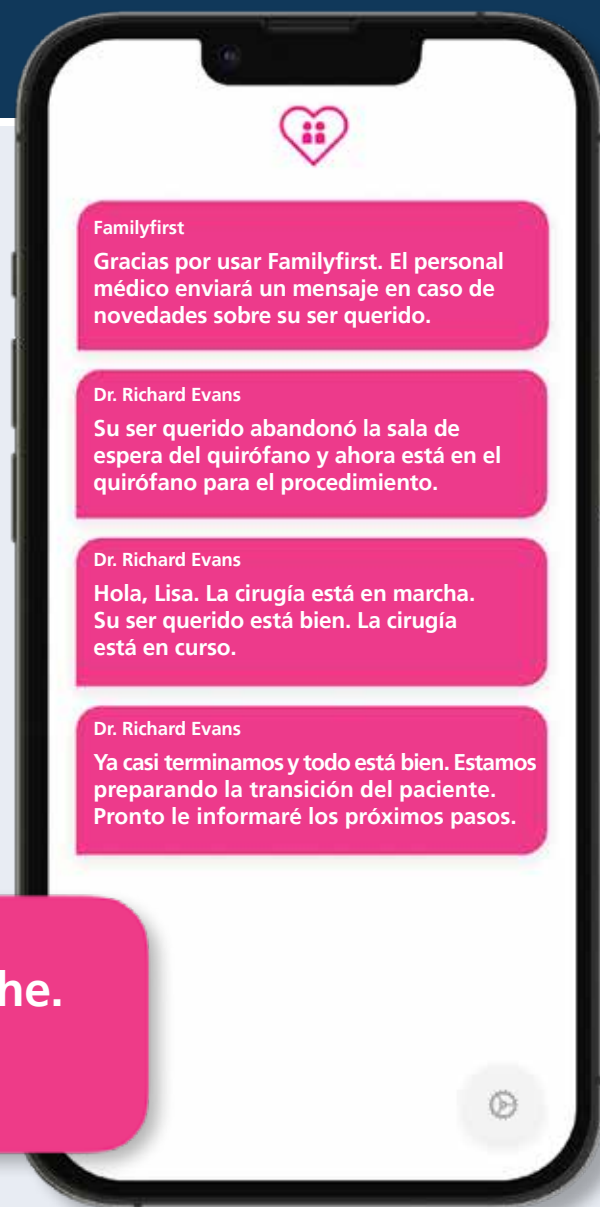 Familyfirst
Gracias por usar Familyfirst. El personal
médico enviará un mensaje en caso de
novedades sobre su ser querido.
Dr. Richard Evans
Su ser querido abandonó la sala de
espera del quirófano y ahora está en el
quirófano para el procedimiento.
Dr. Richard Evans
Hola, Lisa. La cirugía está en marcha.
Su ser querido está bien. La cirugía
está en curso.
Dr. Richard Evans
Ya casi terminamos y todo está bien. Estamos
preparando la transición del paciente.
Pronto le informaré los próximos pasos.
he.